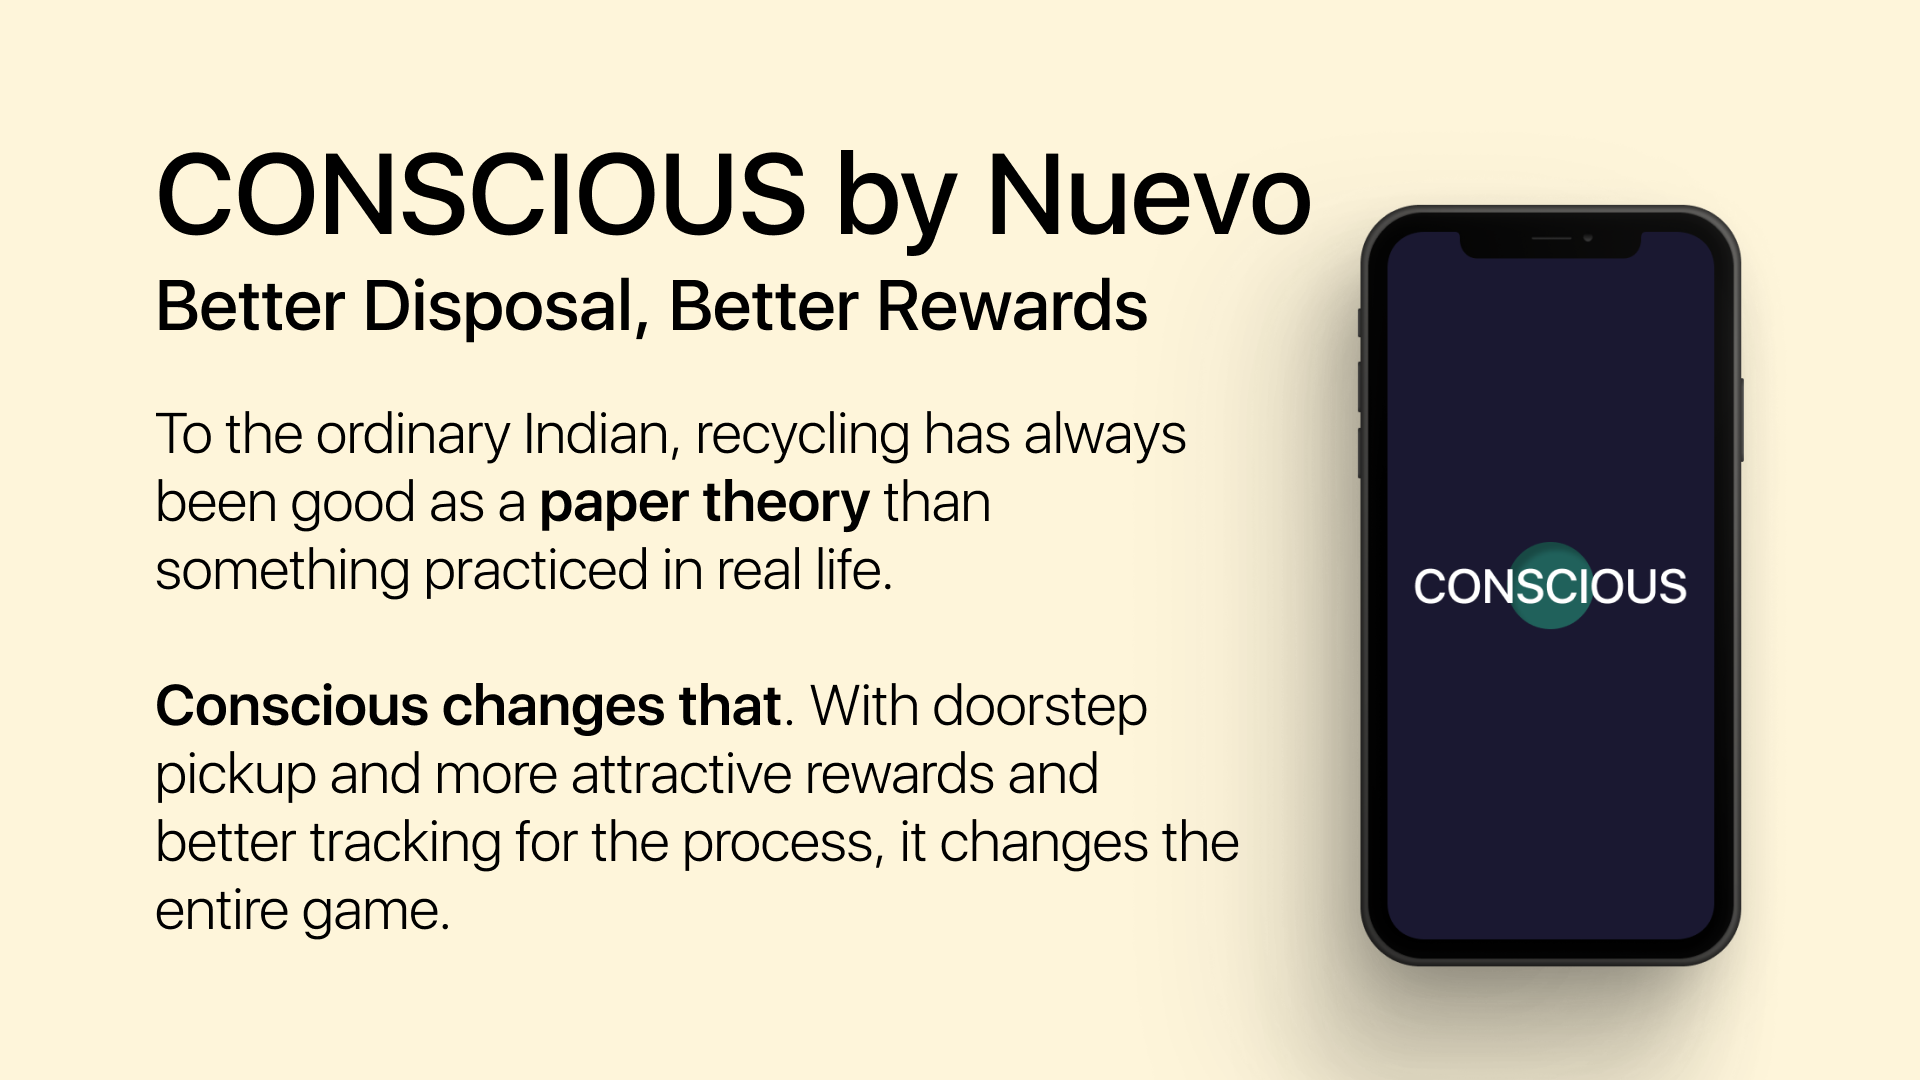 CONSCIOUS by Nuevo
Better Disposal, Better Rewards
To the ordinary Indian, recycling has always
been good as a paper theory than
something practiced in real life.
Conscious changes that. With doorstep
pickup and more attractive rewards and
better tracking for the process, it changes the
entire game.
CONSCIOUS